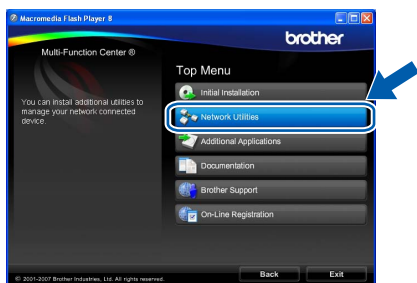 Macromedia Flash Player 8
brother
Multi-Function Center ®
Top Menu
You can install additional utilities to
manage your network connected
device.
Initial Installation
Network Utilities
Additional Applications
Documentation
Brother Support
On-Line Registration
© 2001-2007 Brother Industries, Ltd. All rights reserved.
Back
Exit